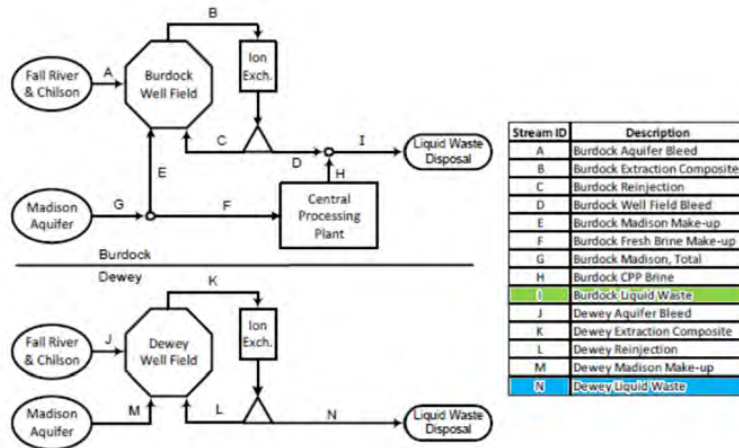 B
Fall River
& Chilson
A
Burdock
Well Field
Ion
Exch.
C
D
I
Liquid Waste
Disposal
E
H
Madison
Aquifer
G
F
Central
Processing
Plant
Burdock
Dewey
K
Fall River
& Chilson
J
Dewey
Well Field
Ion
Exch.
Madison
Aquifer
M
L
N
Liquid Waste
Disposal
Stream ID Description
A Burdock Aquifer Bleed
B Burdock Extraction Composite
C Burdock Reinjection
D Burdock Well Field Bleed
E Burdock Madison Make-up
F Burdock Fresh Brine Make-up
G Burdock Madison, Total
H Burdock CPP Brine
I Burdock Liquid Waste
J Dewey Aquifer Bleed
K Dewey Extraction Composite
L Dewey Reinjection
M Dewey Madison Make-up
N Dewey Liquid Waste